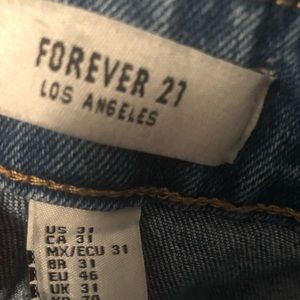 FOREVER 21
LOS ANGELES
US 31
CA 31
MX/ECU 31
BR 31
EU 46
UK 31